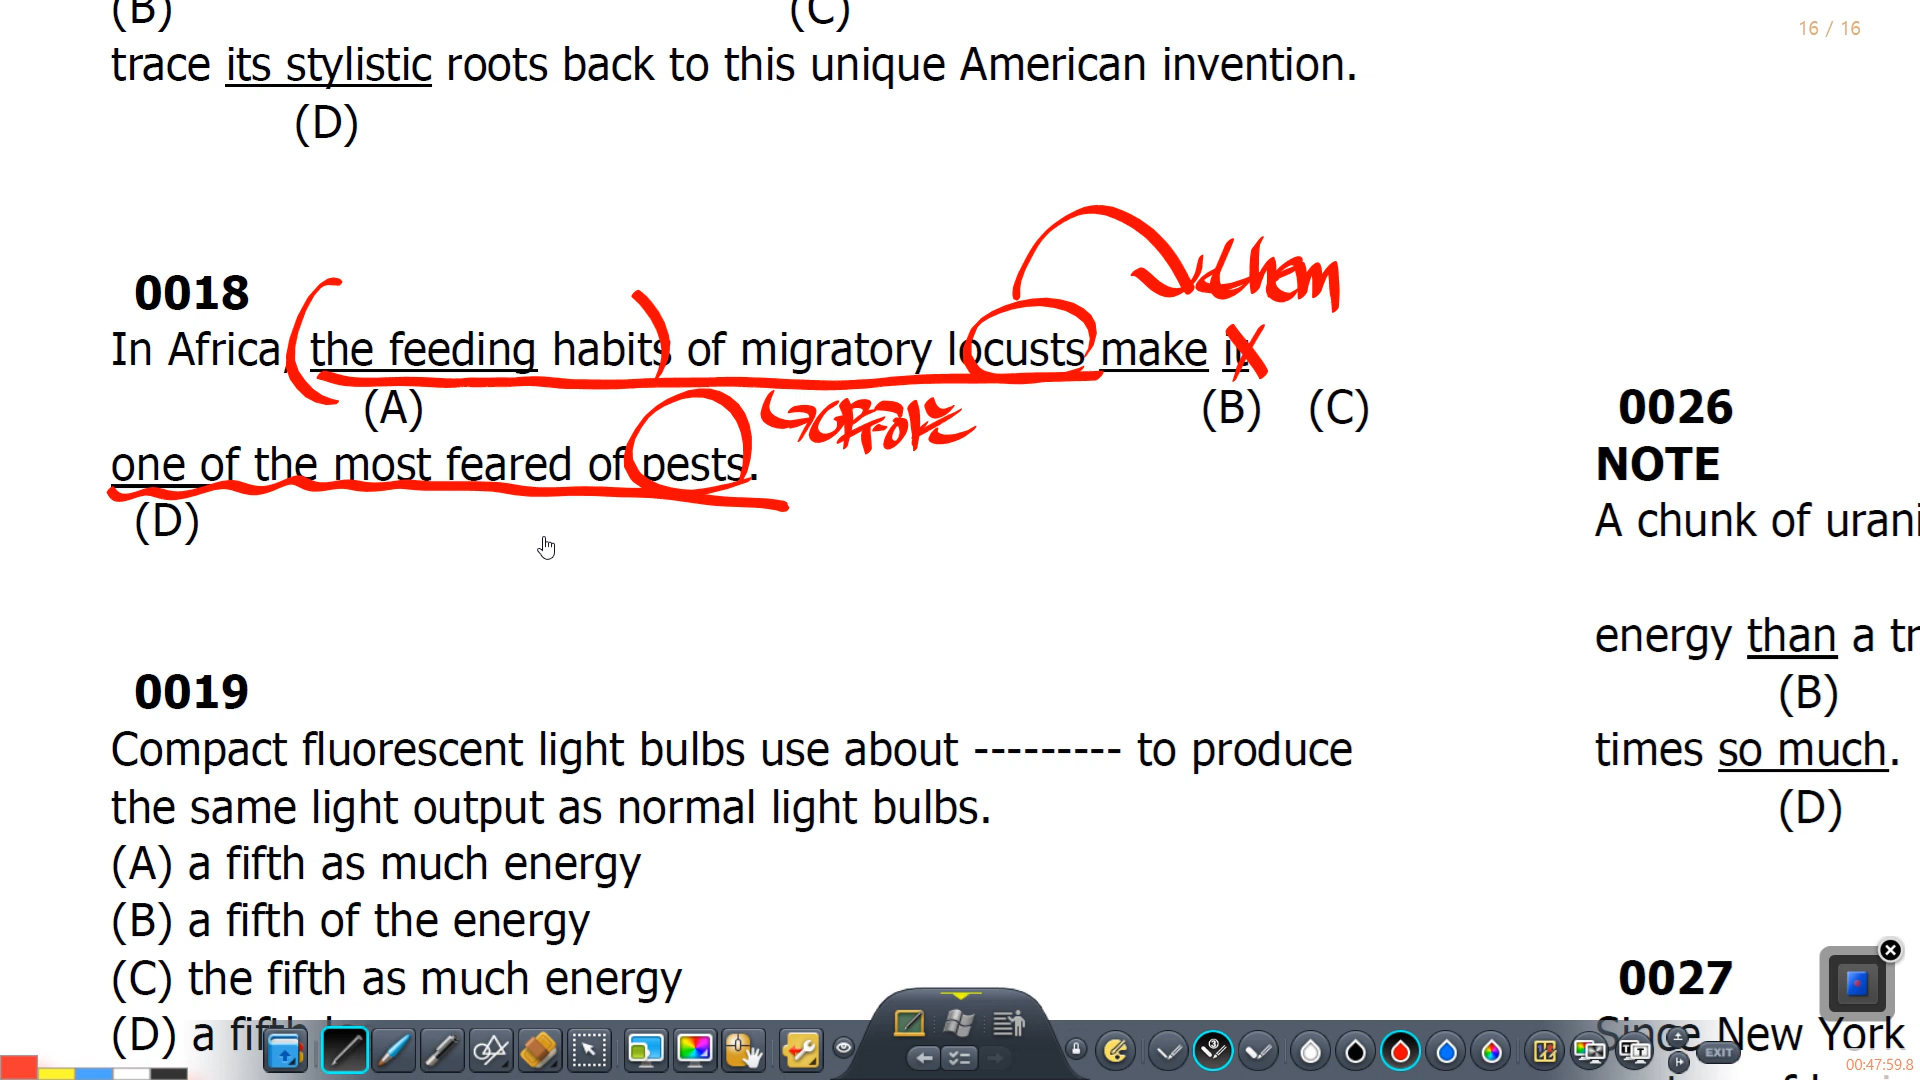 (B) (C)
16 / 16
trace its stylistic roots back to this unique American invention.
(D)
0018
them
In Africa, the feeding habits of migratory locusts make it
(A) (B) (C)
one of the most feared of pests.
(D)
0019
Compact fluorescent light bulbs use about --------- to produce
the same light output as normal light bulbs.
(A) a fifth as much energy
(B) a fifth of the energy
(C) the fifth as much energy
(D) a fifth
0026
NOTE
A chunk of urani
energy than a tr
(B)
times so much.
(D)
0027
Since New York
EXIT
00:47:59.8